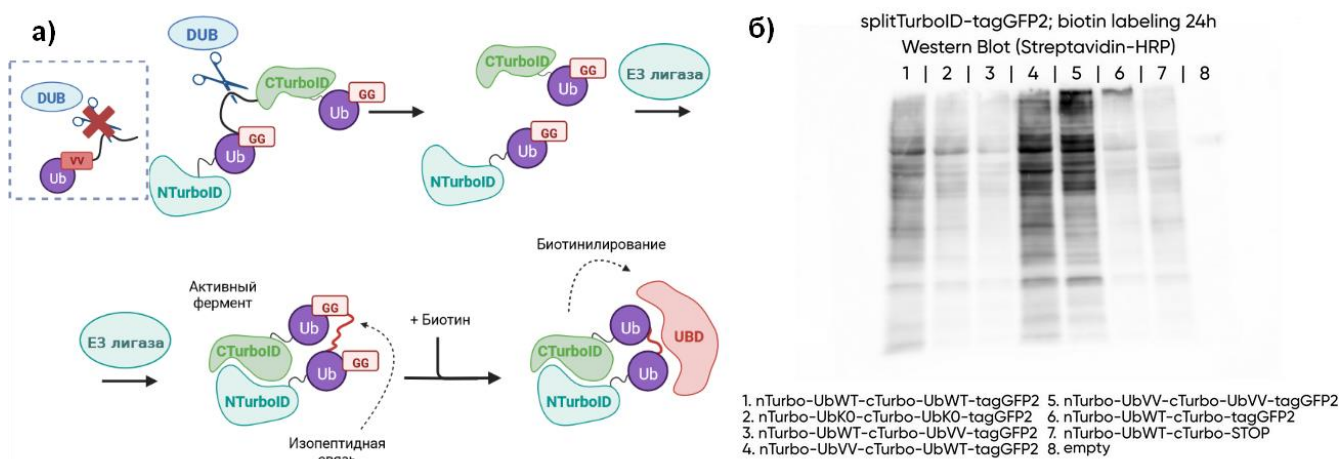 а)
DUB
DUB
VV
Ub
CTurboID
GG
Ub
GG
Ub
NTurboID
CTurboID
GG
Ub
GG
Ub
NTurboID
E3 лигаза
E3 лигаза
Активный
фермент
GG
Ub
CTurboID
Ub
GG
NTurboID
+ Биотин
Изопептидная
связь
Биотинилирование
Ub
CTurboID
Ub
NTurboID
UBD
б)
splitTurboID-tagGFP2; biotin labeling 24h
Western Blot (Streptavidin-HRP)
1 | 2 | 3 | 4 | 5 | 6 | 7 | 8
1. nTurbo-UbWT-cTurbo-UbWT-tagGFP2
2. nTurbo-UbK0-cTurbo-UbK0-tagGFP2
3. nTurbo-UbWT-cTurbo-UbVV-tagGFP2
4. nTurbo-UbVV-cTurbo-UbWT-tagGFP2
5. nTurbo-UbVV-cTurbo-UbVV-tagGFP2
6. nTurbo-UbWT-cTurbo-tagGFP2
7. nTurbo-UbWT-cTurbo-STOP
8. empty